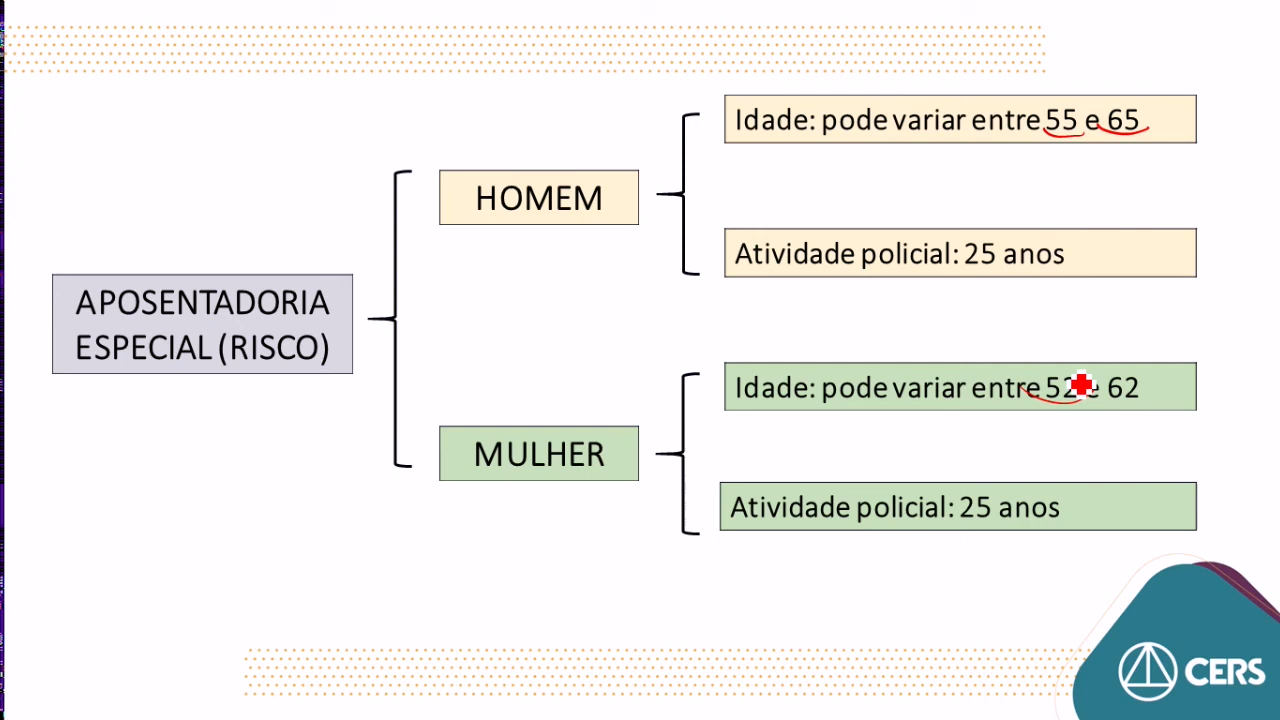 APOSENTADORIA
ESPECIAL (RISCO)
HOMEM
Idade: pode variar entre 55 e 65
Atividade policial: 25 anos
MULHER
Idade: pode variar entre 52 e 62
Atividade policial: 25 anos
CERS